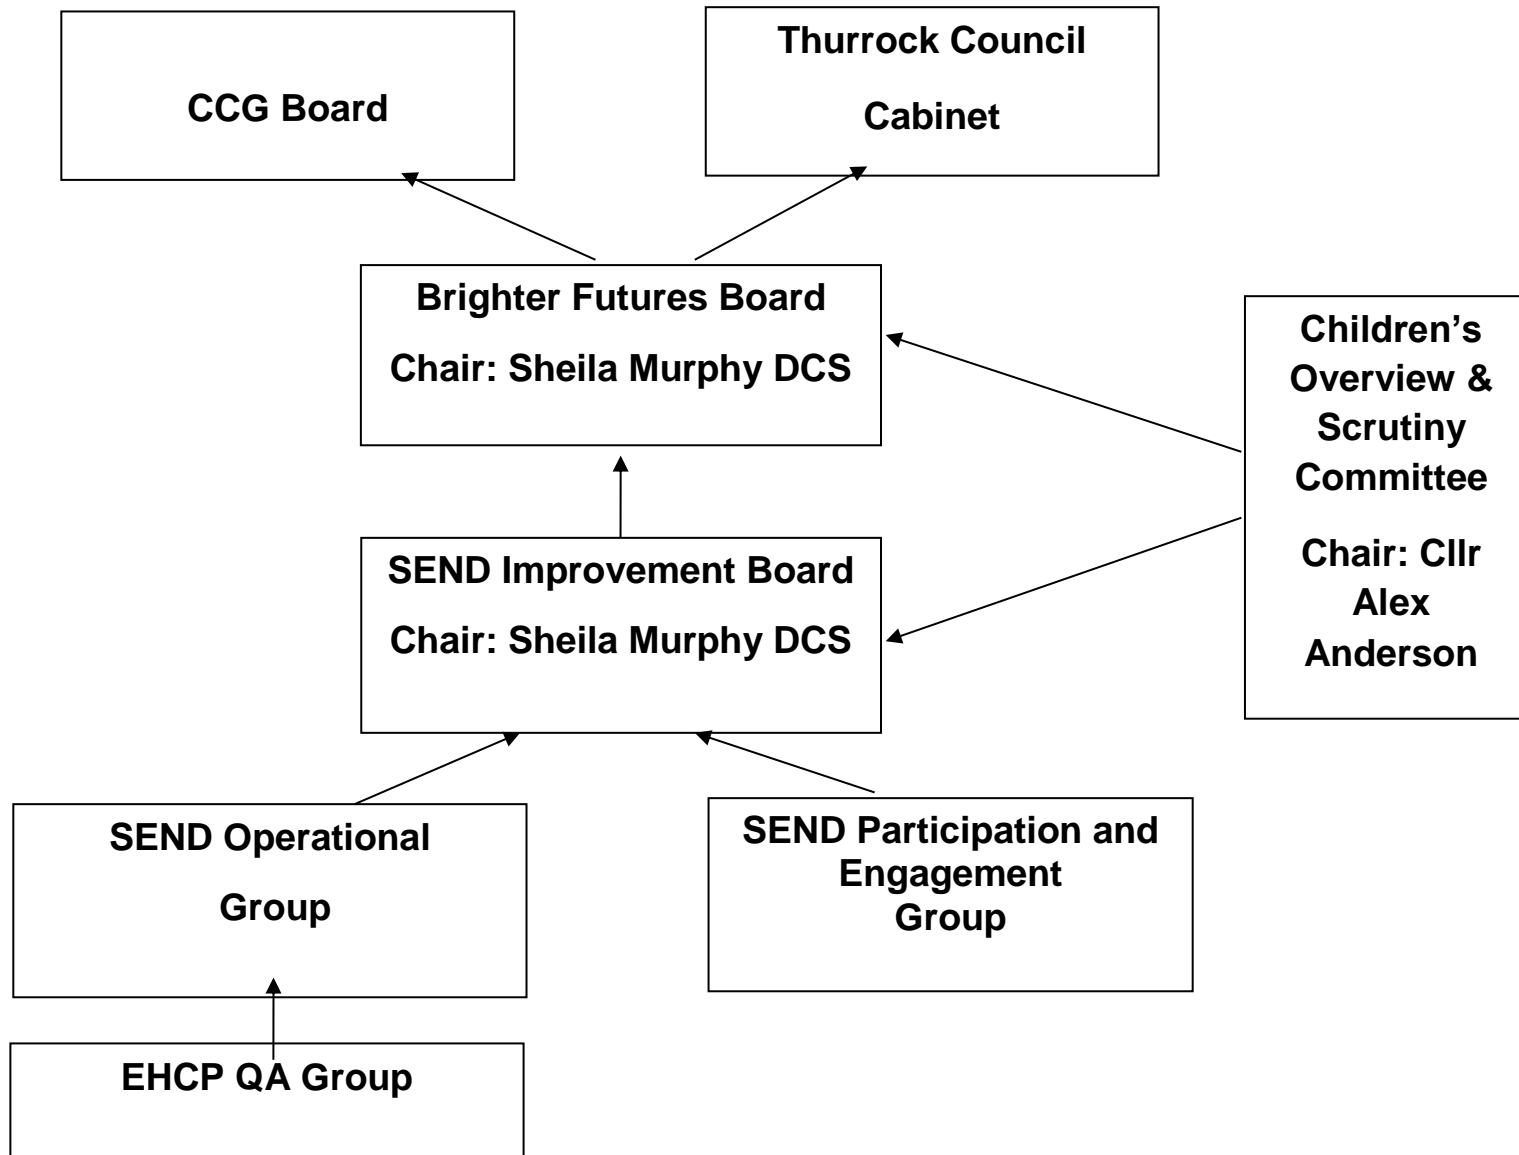 CCG Board
Thurrock Council
Cabinet
Brighter Futures Board
Chair: Sheila Murphy DCS
Children’s
Overview &
Scrutiny
Committee
Chair: Cllr
Alex
Anderson
SEND Improvement Board
Chair: Sheila Murphy DCS
SEND Operational
Group
SEND Participation and
Engagement
Group
EHCP QA Group